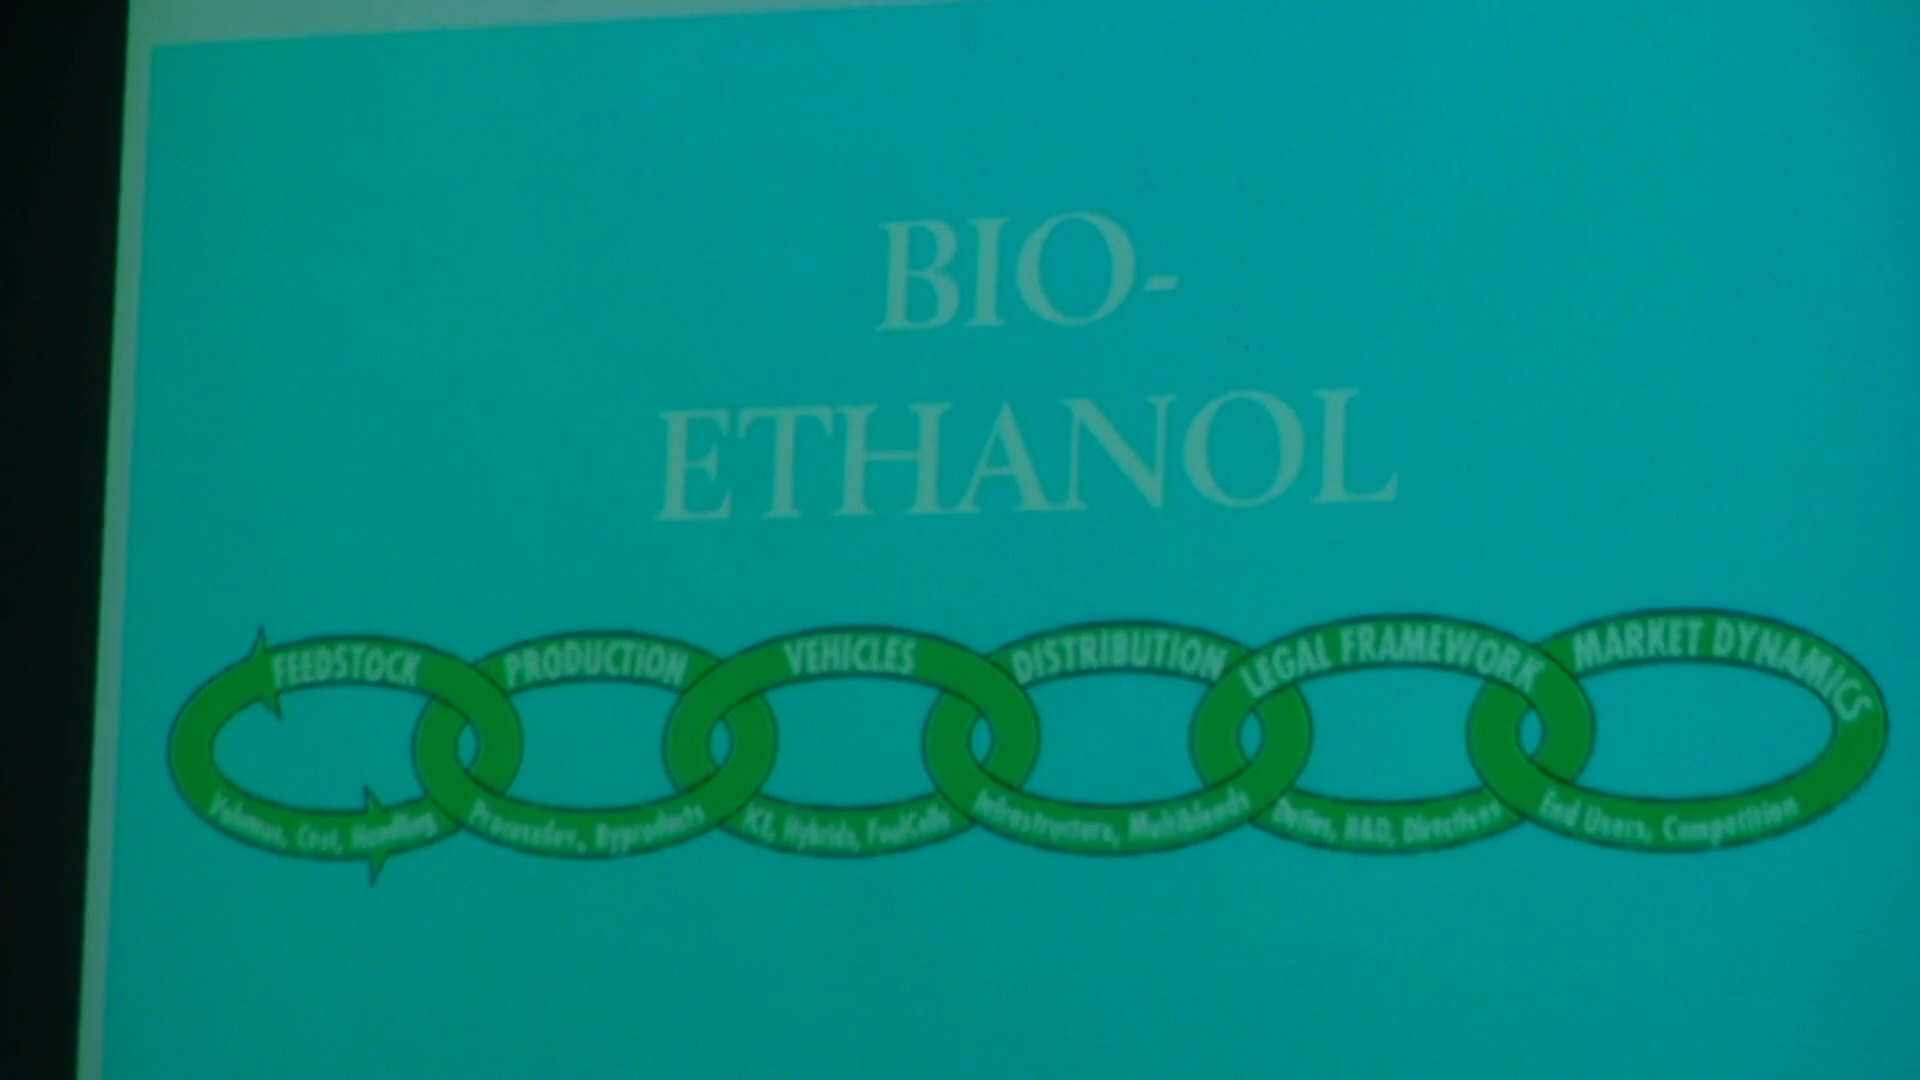 BIO-
ETHANOL
FEEDSTOCK PRODUCTION VEHICLES DISTRIBUTION LEGAL FRAMEWORK MARKET DYNAMICS
Volumes, Cost, Handling Byproducts ICE, Hybrids, FuelCells Infrastructure, Multiblends Duties, R&D, Directives End Users, Competition